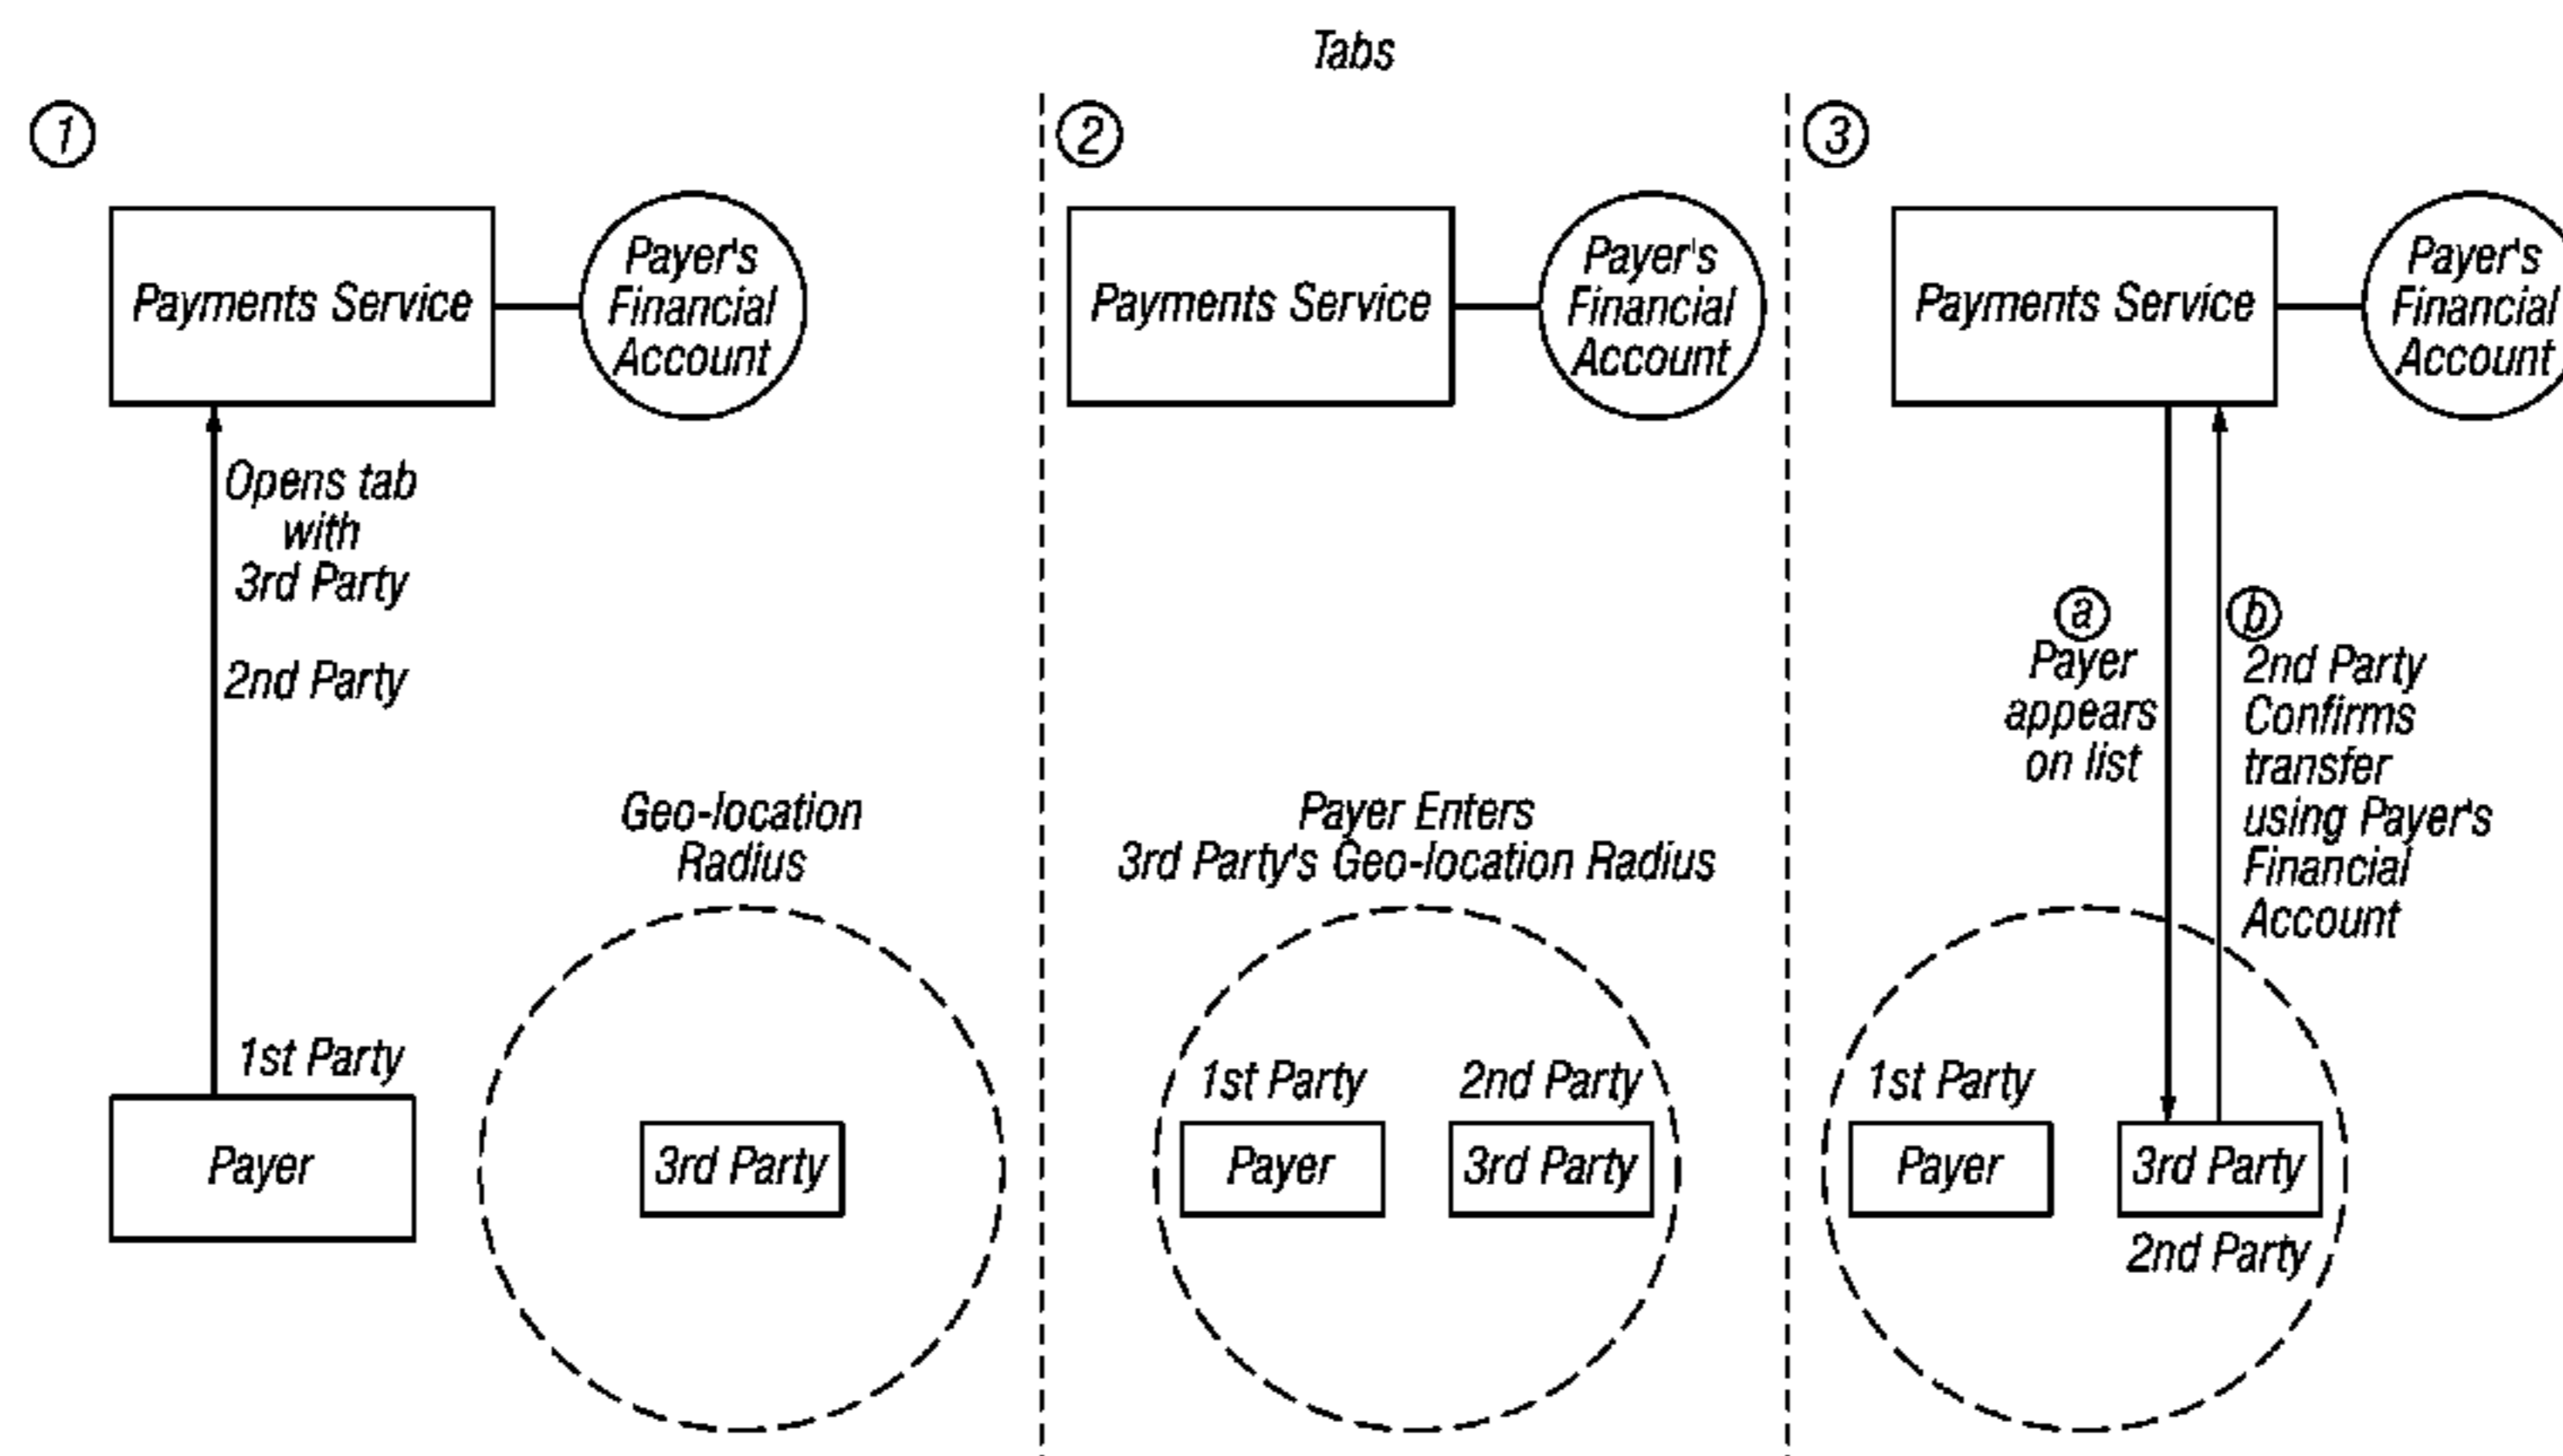 Tabs
1
Payments Service
Payer's
Financial
Account
Opens tab
with
3rd Party
2nd Party
Geo-location
Radius
1st Party
Payer
3rd Party
2
Payments Service
Payer's
Financial
Account
Payer Enters
3rd Party's Geo-location Radius
1st Party
2nd Party
Payer
3rd Party
3
Payments Service
Payer's
Financial
Account
a
Payer
appears
on list
b
2nd Party
Confirms
transfer
using Payer's
Financial
Account
1st Party
Payer
3rd Party
2nd Party